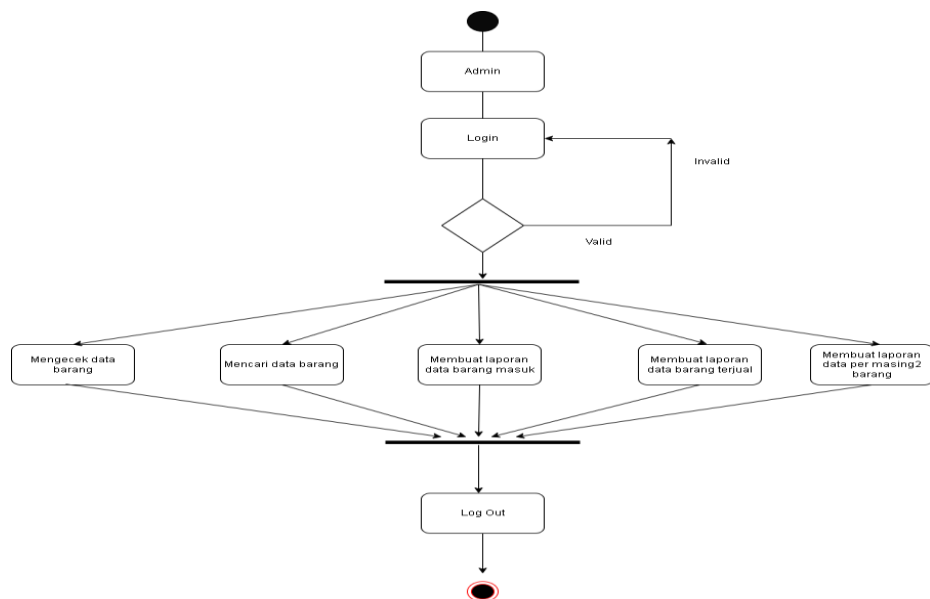 Admin
Login
Invalid
Valid
Mengecek data
barang
Mencari data barang
Membuat laporan
data barang masuk
Membuat laporan
data barang terjual
Membuat laporan
data per masing2
barang
Log Out